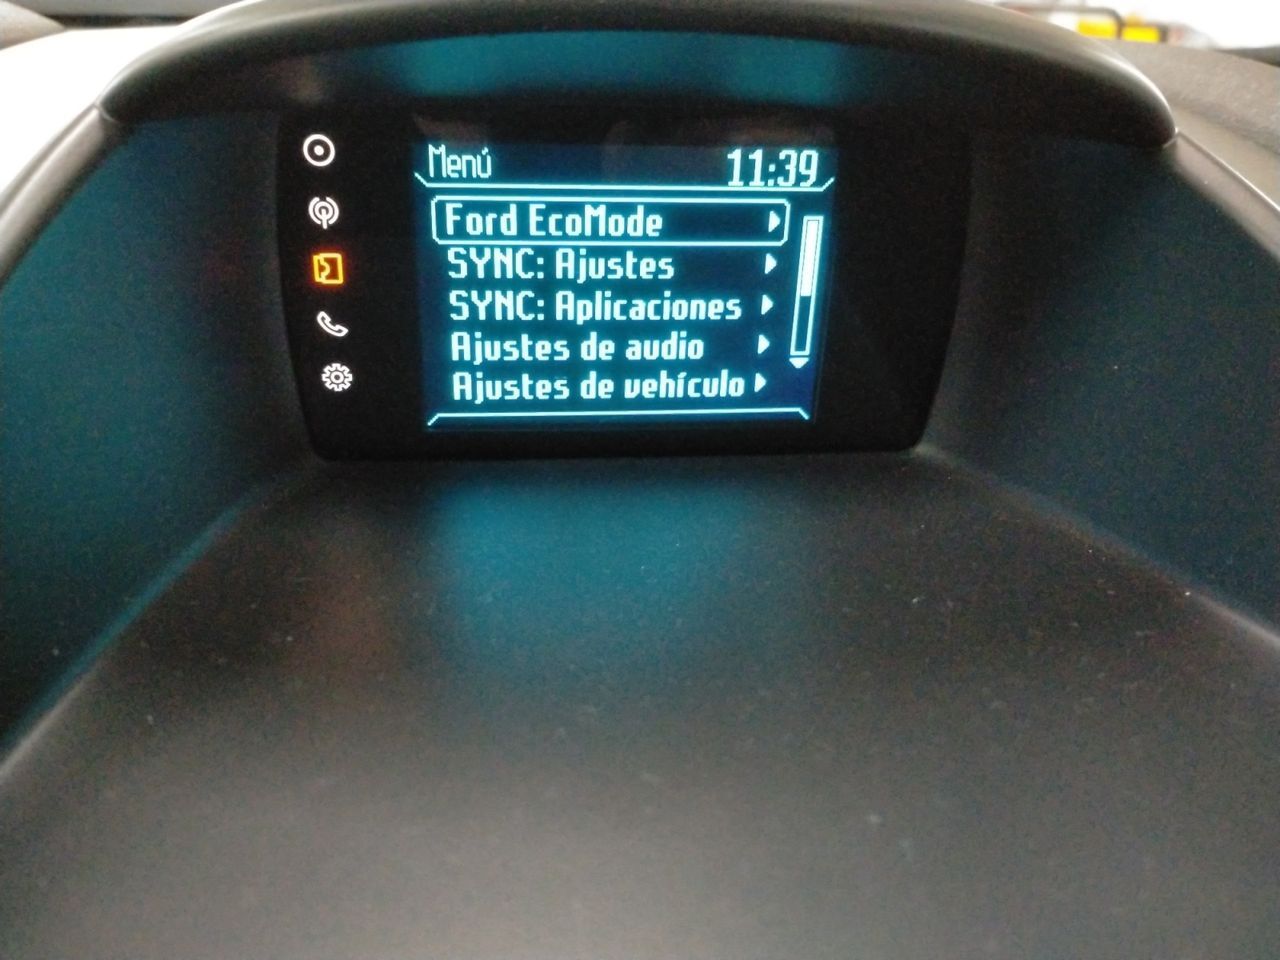 Menú 11:39
Ford EcoMode
SYNC: Ajustes
SYNC: Aplicaciones
Ajustes de audio
Ajustes de vehículo